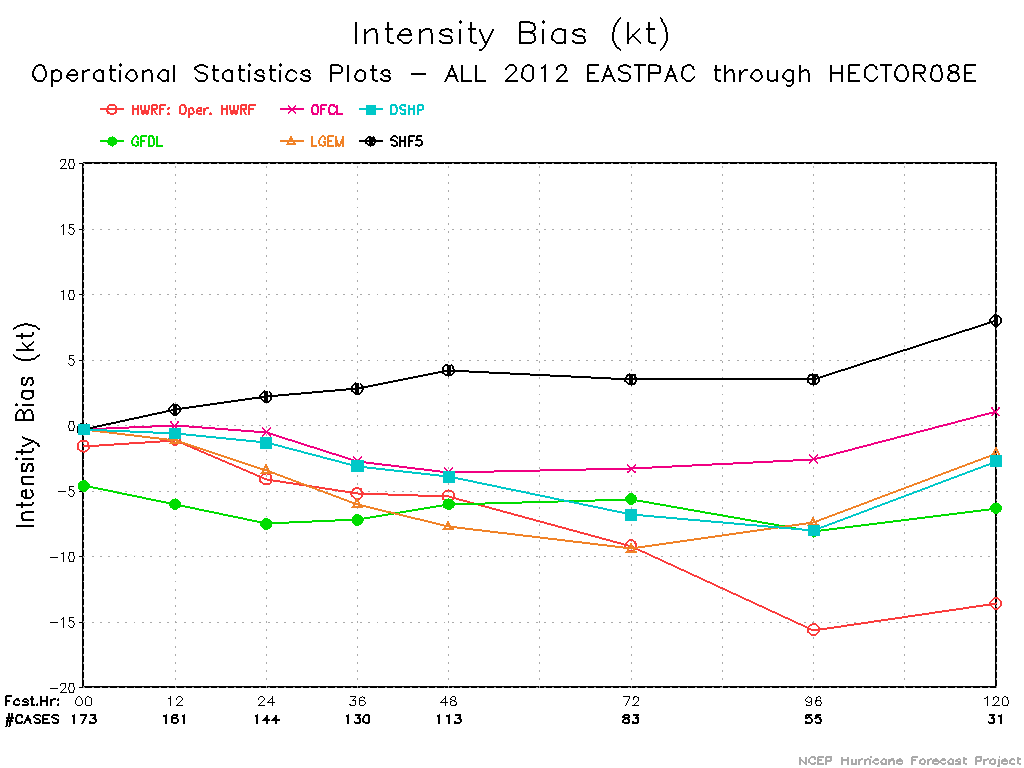 Intensity Bias (kt)
Operational Statistics Plots – ALL 2012 EASTPAC through HECTOR08E
HWRF: Oper. HWRF OFCL DSHP
GFDL LGEM SHF5
20
15
10
5
0
-5
-10
-15
-20
Intensity Bias (kt)
Fcst.Hr: 00 12 24 36 48 72 96 120
#CASES 173 161 144 130 113 83 55 31
NCEP Hurricane Forecast Project